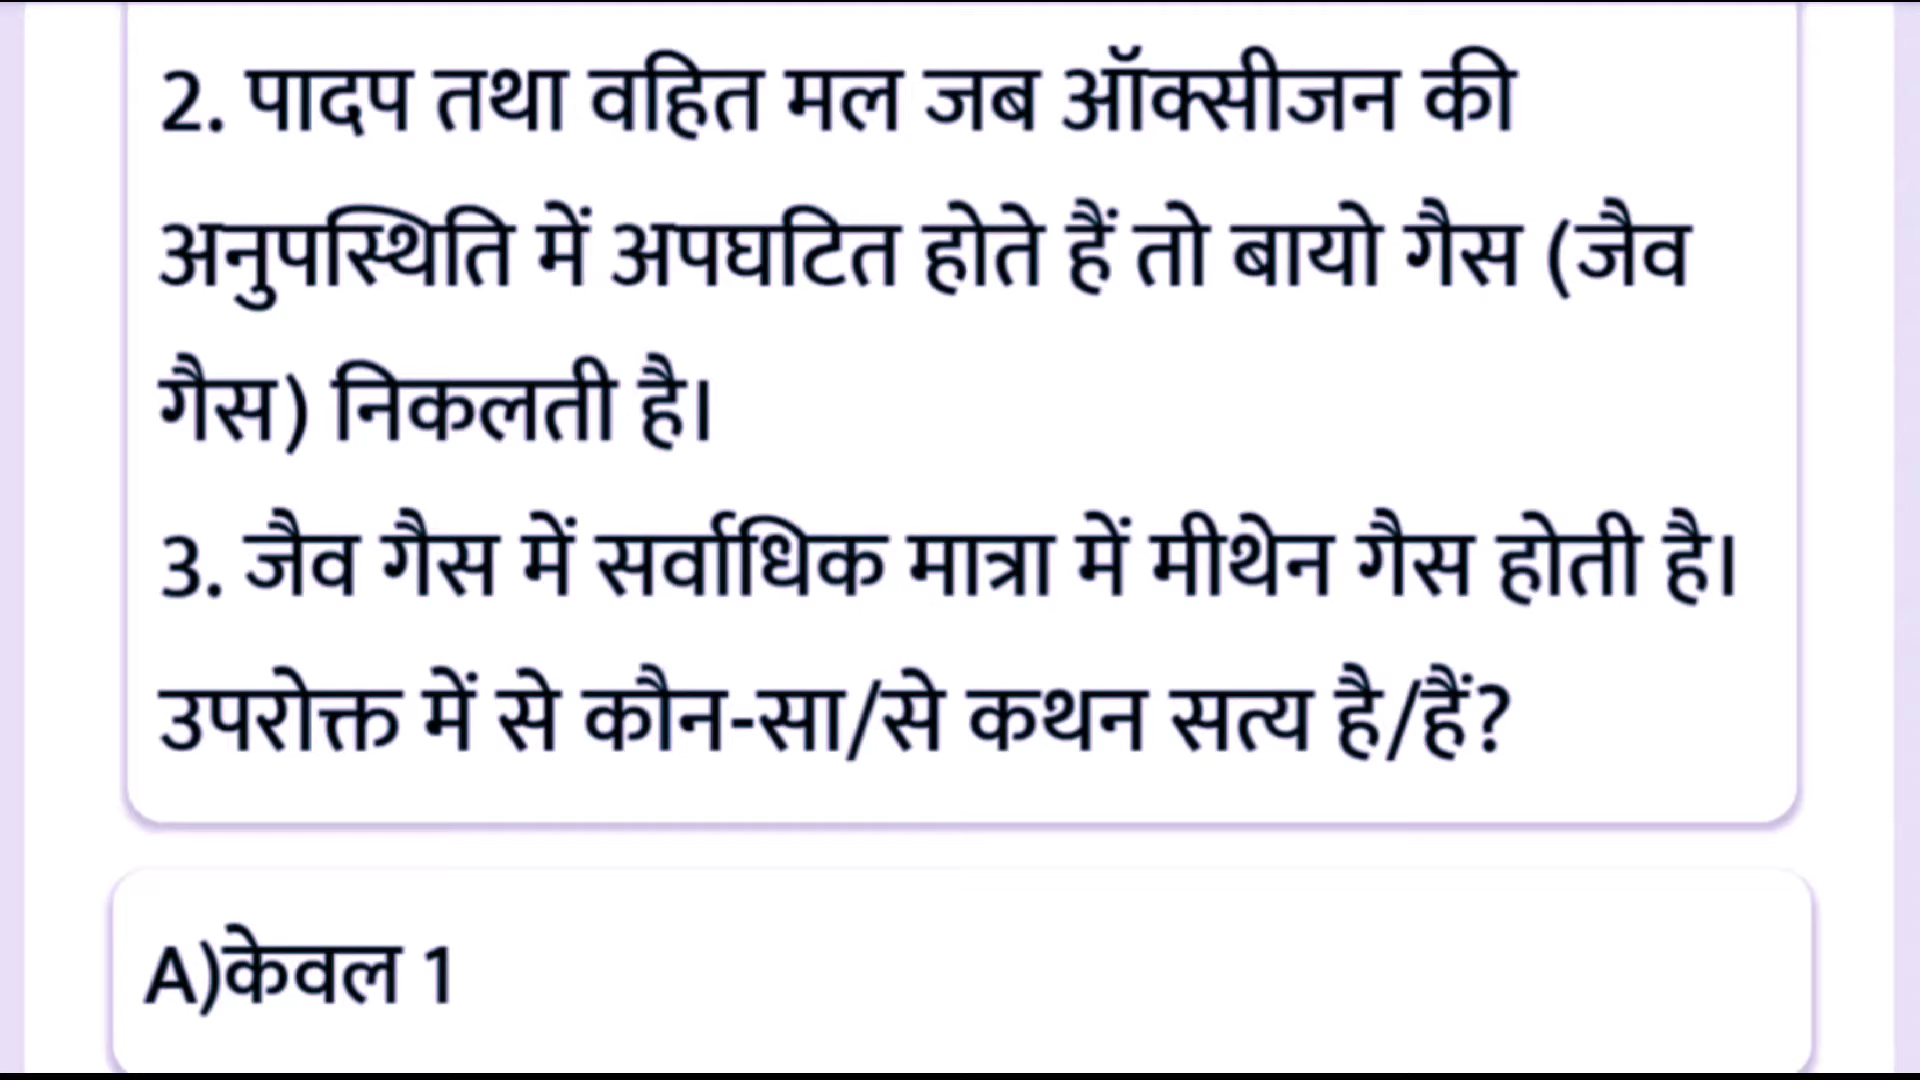 2. पादप तथा वहित मल जब ऑक्सीजन की
अनुपस्थिति में अपघटित होते हैं तो बायो गैस (जैव
गैस) निकलती है।
3. जैव गैस में सर्वाधिक मात्रा में मीथेन गैस होती है।
उपरोक्त में से कौन-सा/से कथन सत्य है/हैं?
A)केवल 1